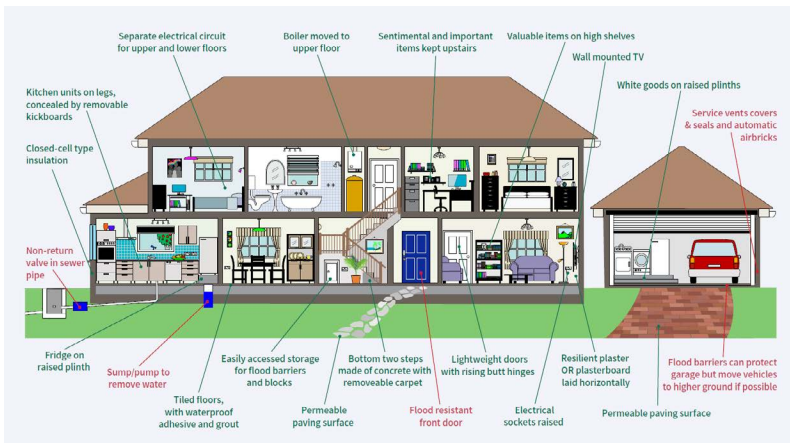 Separate electrical circuit
for upper and lower floors
Boiler moved to
upper floor
Sentimental and important
items kept upstairs
Valuable items on high shelves
Wall mounted TV
White goods on raised plinths
Service vents covers
& seals and automatic
airbricks
Kitchen units on legs,
concealed by removable
kickboards
Closed-cell type
insulation
Non-return
valve in sewer
pipe
Fridge on
raised plinth
Sump/pump to
remove water
Tiled floors,
with waterproof
adhesive and grout
Easily accessed storage
for flood barriers
and blocks
Permeable
paving surface
Bottom two steps
made of concrete with
removeable carpet
Flood resistant
front door
Lightweight doors
with rising butt hinges
Electrical
sockets raised
Resilient plaster
OR plasterboard
laid horizontally
Permeable paving surface
Flood barriers can protect
garage but move vehicles
to higher ground if possible